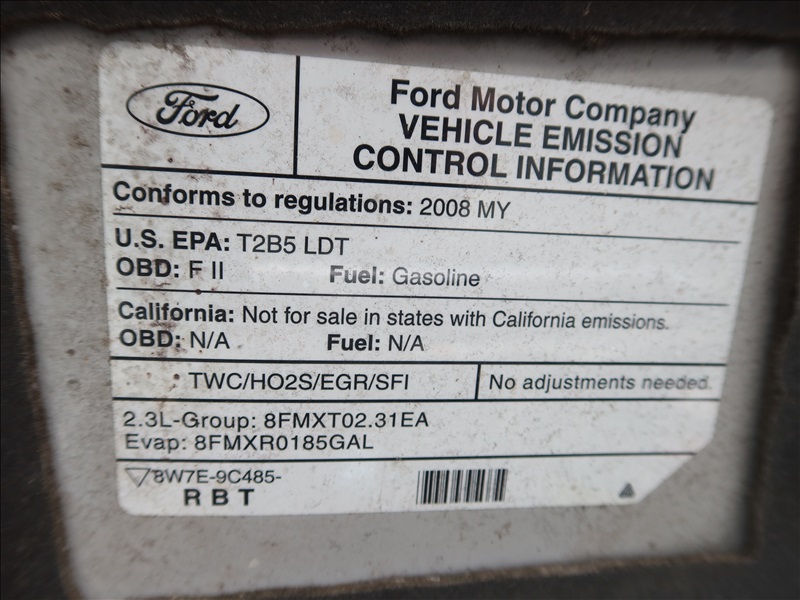 Ford
Ford Motor Company
VEHICLE EMISSION
CONTROL INFORMATION
Conforms to regulations: 2008 MY
U.S. EPA: T2B5 LDT
OBD: F II Fuel: Gasoline
California: Not for sale in states with California emissions.
OBD: N/A Fuel: N/A
TWC/HO2S/EGR/SFI No adjustments needed.
2.3L-Group: 8FMXT02.31EA
Evap: 8FMXR0185GAL
8W7E-9C485-
R B T